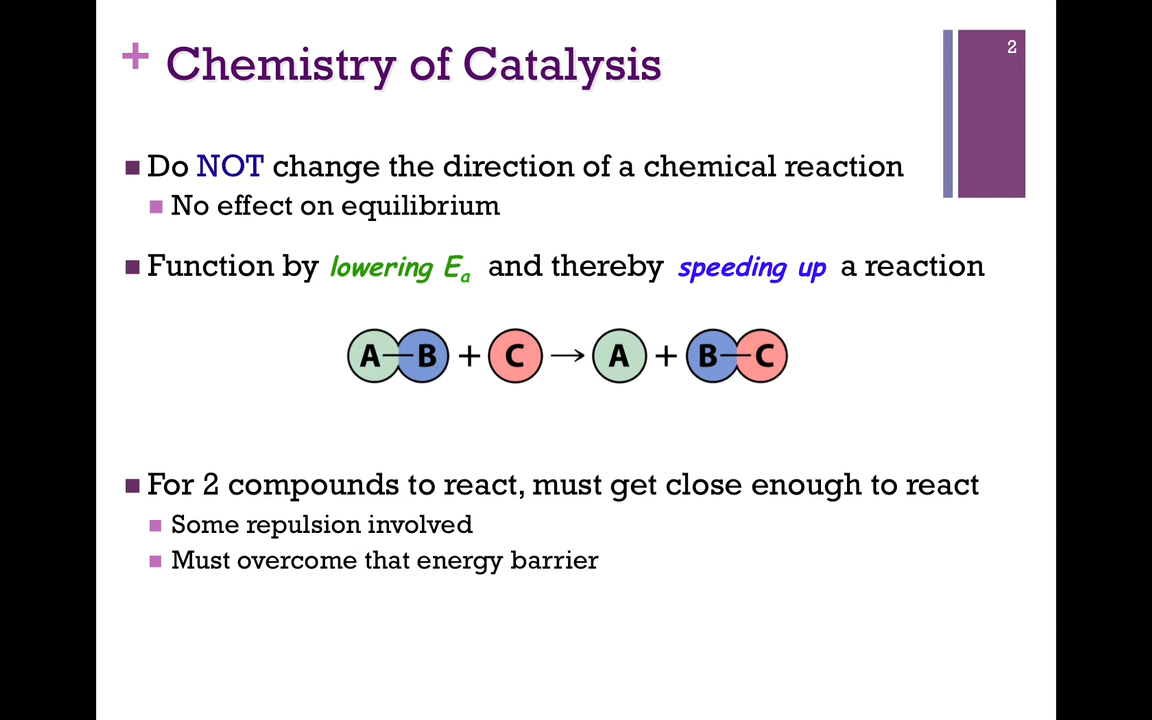 2
+ Chemistry of Catalysis
Do NOT change the direction of a chemical reaction
No effect on equilibrium
Function by lowering Ea and thereby speeding up a reaction
A—B + C → A + B—C
For 2 compounds to react, must get close enough to react
Some repulsion involved
Must overcome that energy barrier